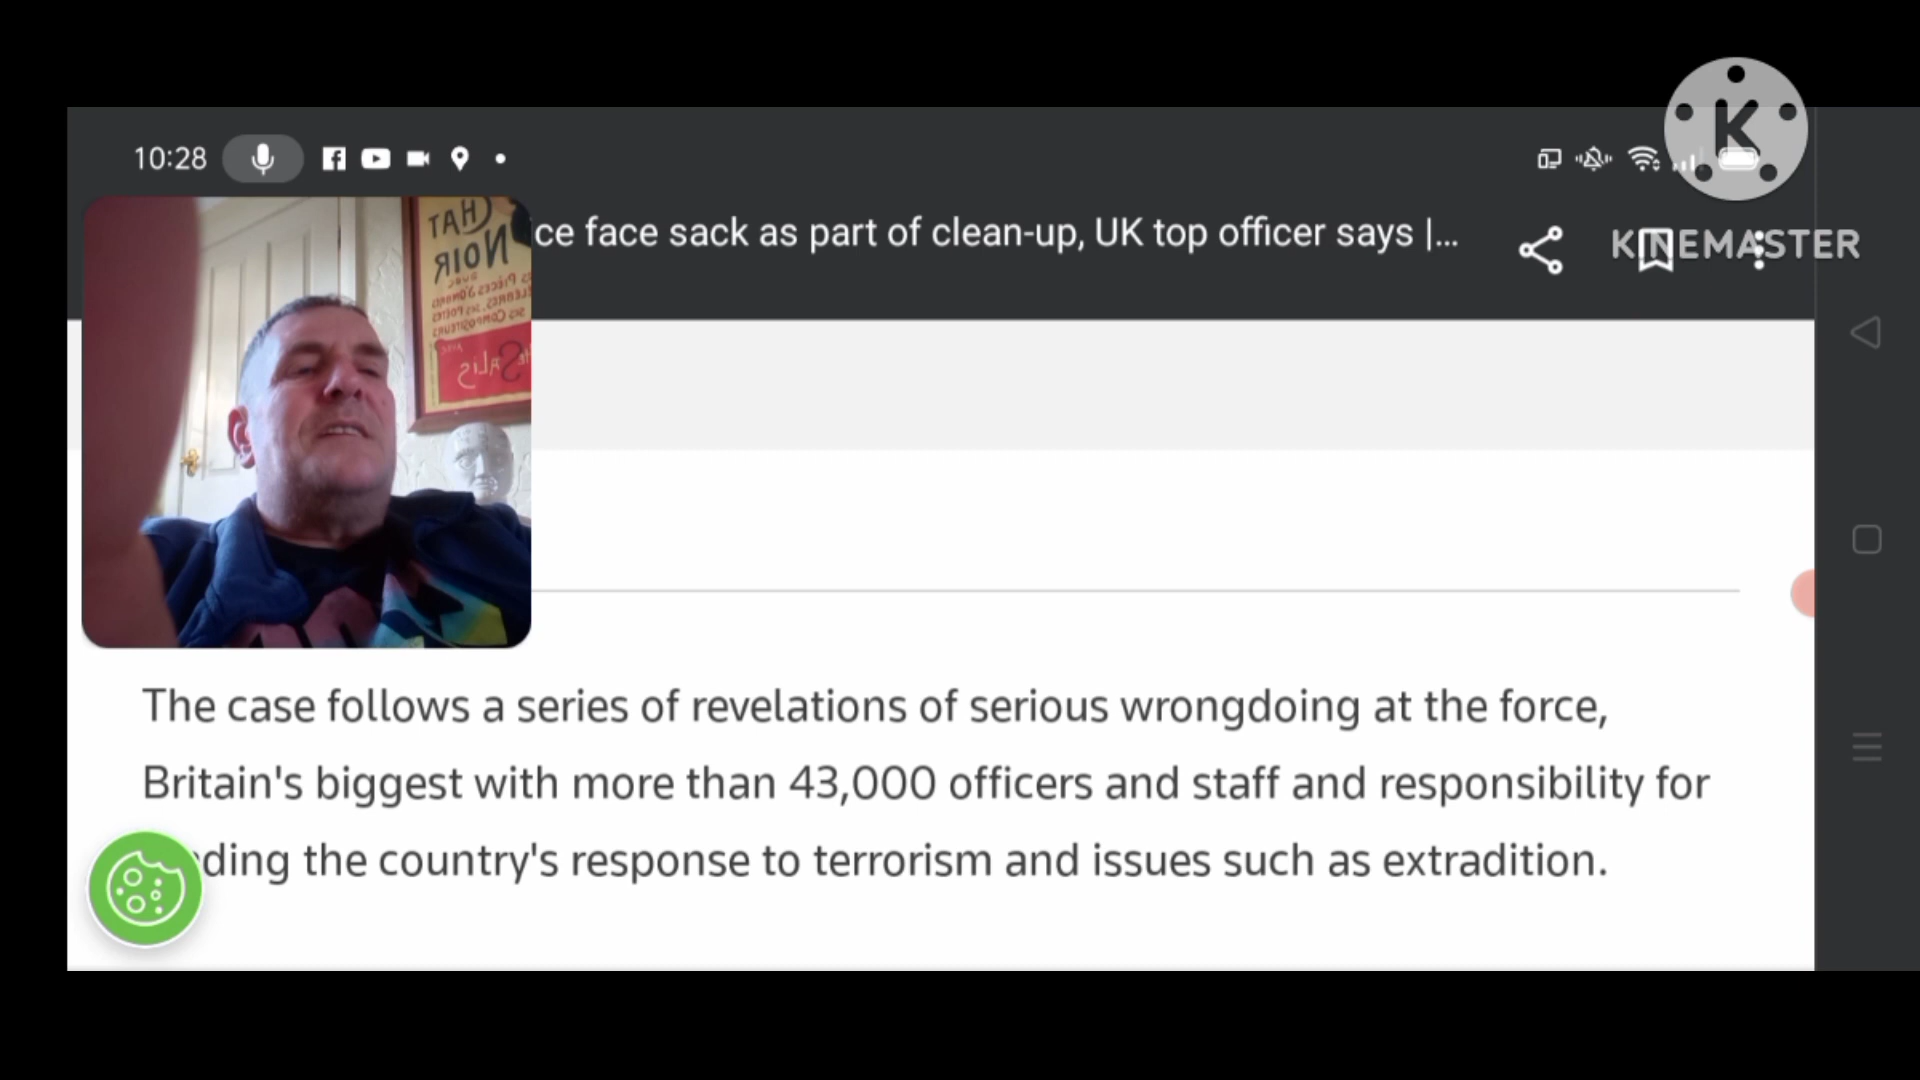 10:28
K
KINEMASTER
ce face sack as part of clean-up, UK top officer says |...
The case follows a series of revelations of serious wrongdoing at the force,
Britain's biggest with more than 43,000 officers and staff and responsibility for
ding the country's response to terrorism and issues such as extradition.
CHAT
NOIR